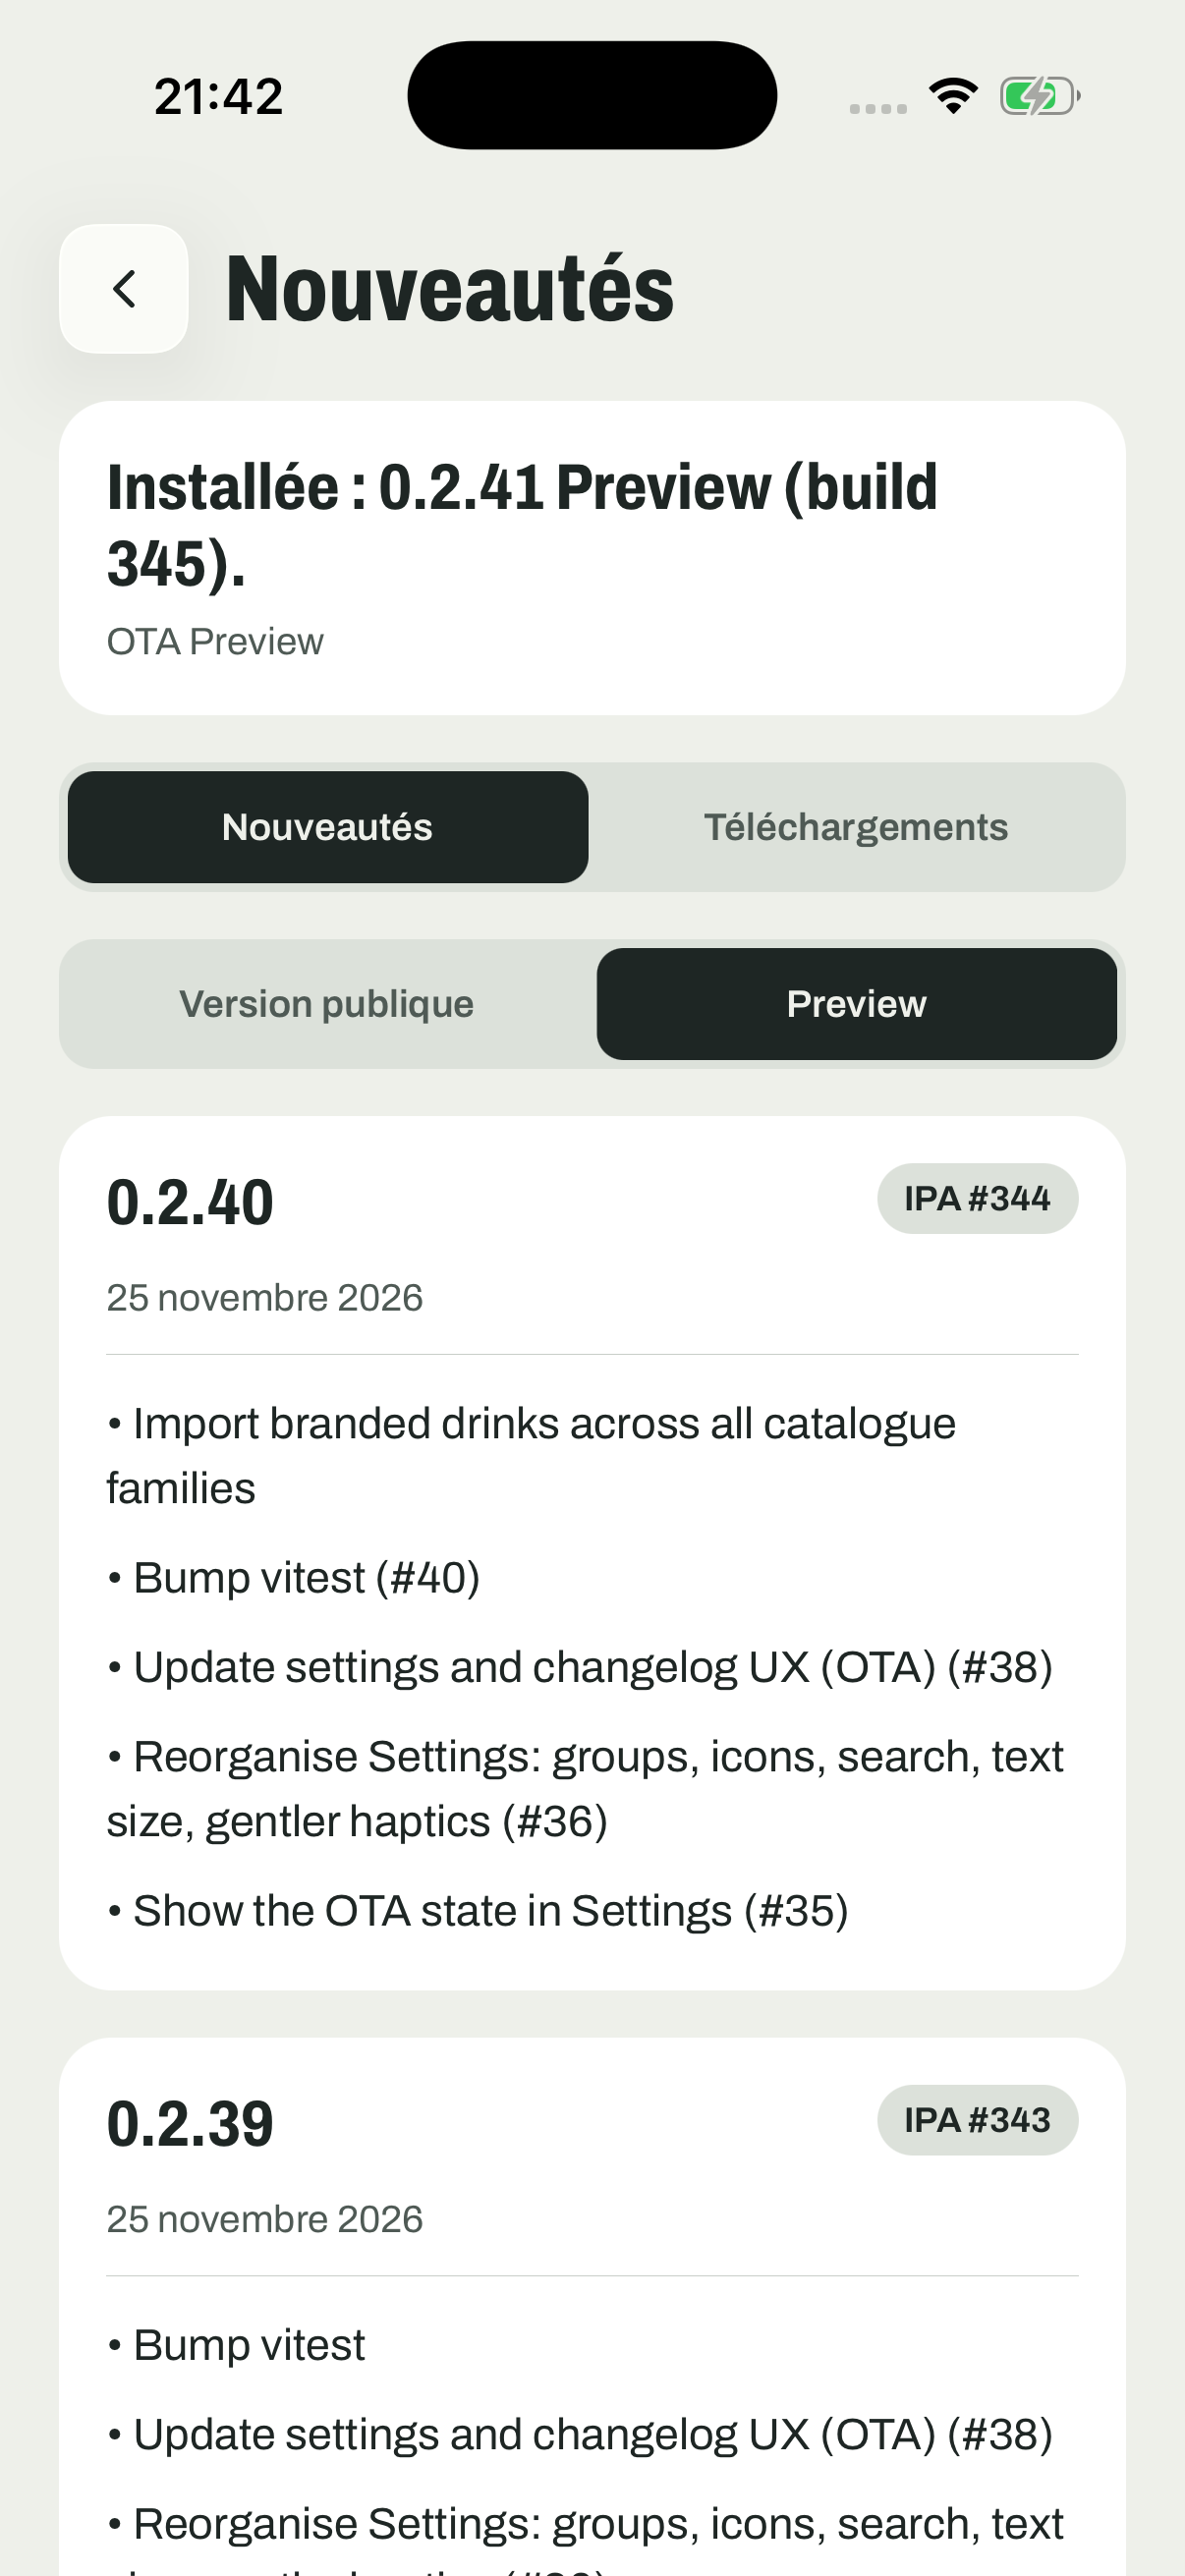 21:42
Nouveautés
Installée : 0.2.41 Preview (build
345).
OTA Preview
Nouveautés
Téléchargements
Version publique
Preview
0.2.40
IPA #344
25 novembre 2026
• Import branded drinks across all catalogue
families
• Bump vitest (#40)
• Update settings and changelog UX (OTA) (#38)
• Reorganise Settings: groups, icons, search, text
size, gentler haptics (#36)
• Show the OTA state in Settings (#35)
0.2.39
IPA #343
25 novembre 2026
• Bump vitest
• Update settings and changelog UX (OTA) (#38)
• Reorganise Settings: groups, icons, search, text